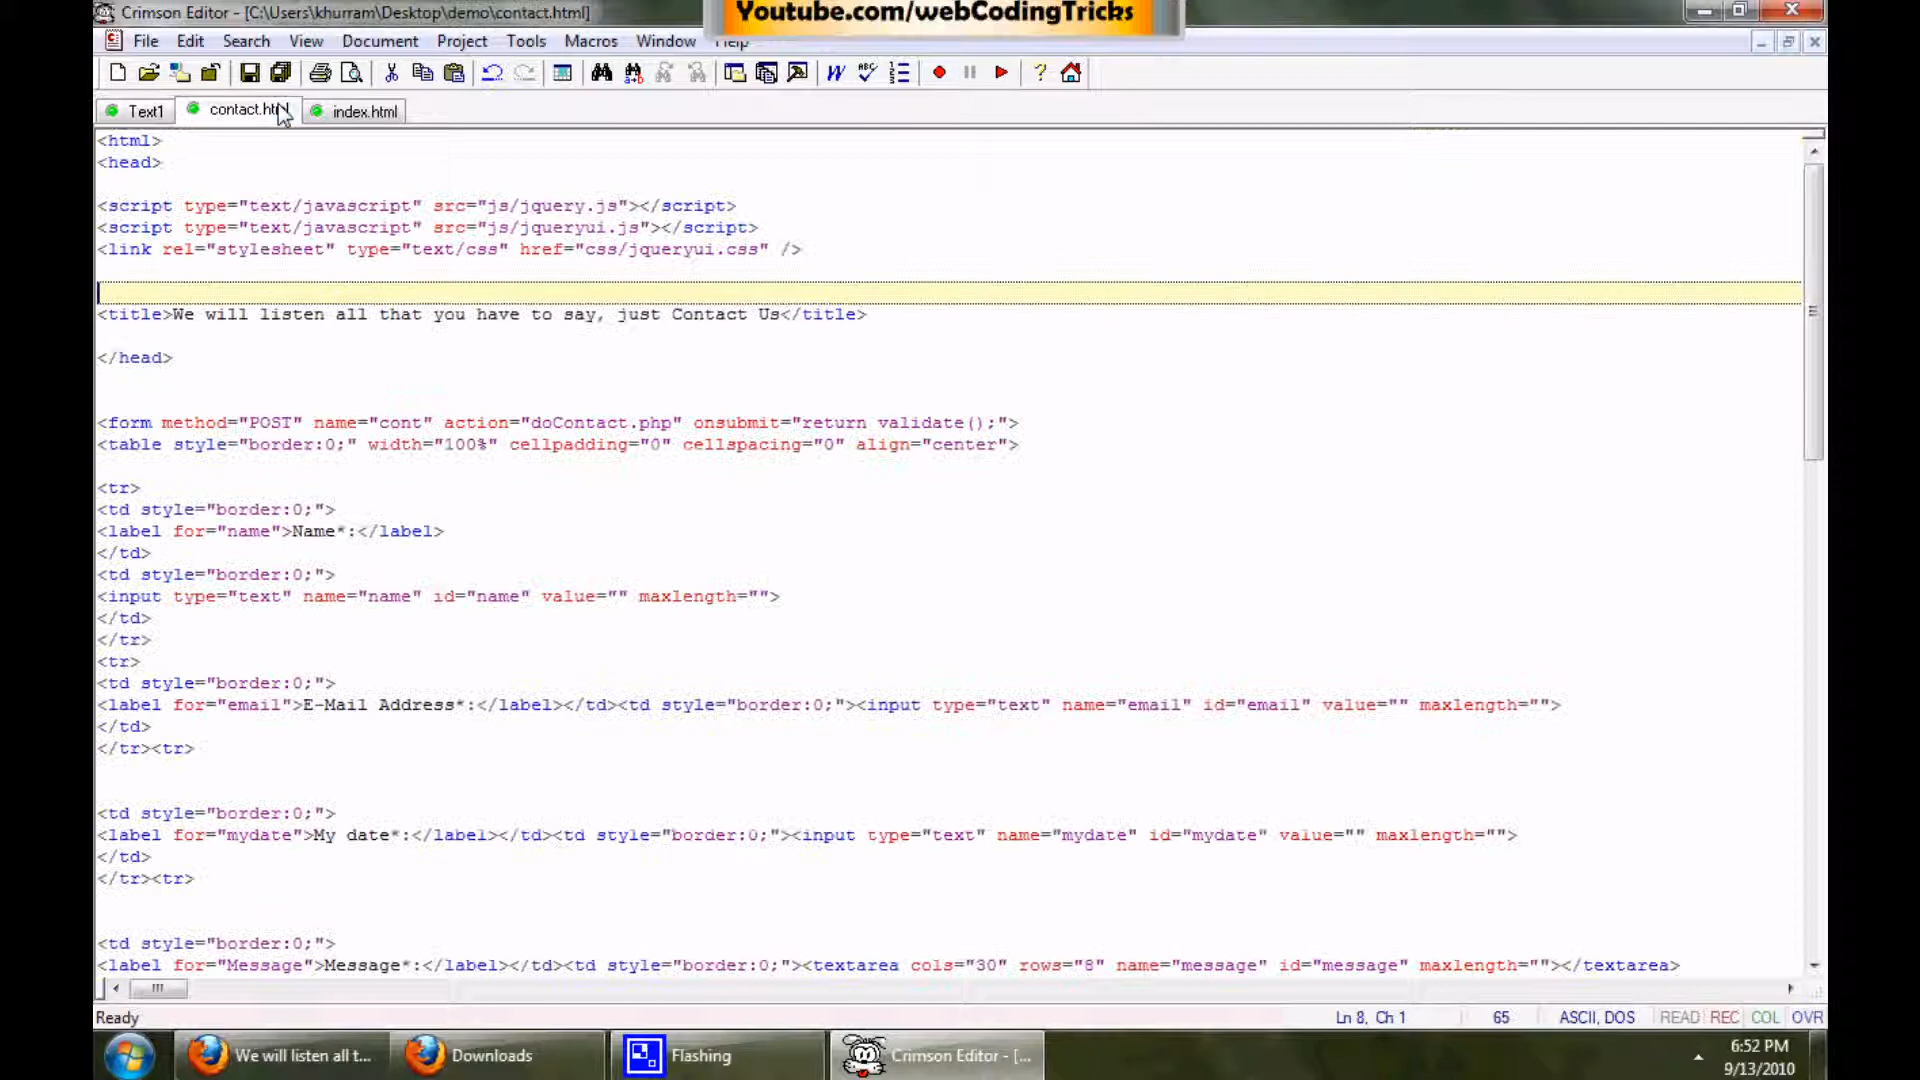 Crimson Editor - [C:\Users\khurram\Desktop\demo\contact.html]
Youtube.com/webCodingTricks
File Edit Search View Document Project Tools Macros Window Help
Text1 contact.html index.html
<html>
<head>
<script type="text/javascript" src="js/jquery.js"></script>
<script type="text/javascript" src="js/jqueryui.js"></script>
<link rel="stylesheet" type="text/css" href="css/jqueryui.css" />
<title>We will listen all that you have to say, just Contact Us</title>
</head>
<form method="POST" name="cont" action="doContact.php" onsubmit="return validate();">
<table style="border:0;" width="100%" cellpadding="0" cellspacing="0" align="center">
<tr>
<td style="border:0;">
<label for="name">Name*:</label>
</td>
<td style="border:0;">
<input type="text" name="name" id="name" value="" maxlength="">
</td>
</tr>
<tr>
<td style="border:0;">
<label for="email">E-Mail Address*:</label></td><td style="border:0;"><input type="text" name="email" id="email" value="" maxlength="">
</td>
</tr><tr>
<td style="border:0;">
<label for="mydate">My date*:</label></td><td style="border:0;"><input type="text" name="mydate" id="mydate" value="" maxlength="">
</td>
</tr><tr>
<td style="border:0;">
<label for="Message">Message*:</label></td><td style="border:0;"><textarea cols="30" rows="8" name="message" id="message" maxlength=""></textarea>
Ready Ln 8, Ch 1 65 ASCII, DOS READ REC COL OVR
We will listen all t... Downloads Flashing Crimson Editor - [... 6:52 PM
9/13/2010